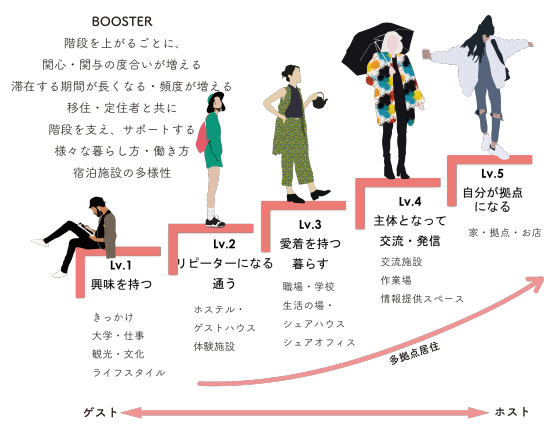 BOOSTER
階段を上がるごとに、
関心・関与の度合いが増える
滞在する期間が長くなる・頻度が増える
移住・定住者と共に
階段を支え、サポートする
様々な暮らし方・働き方
宿泊施設の多様性
Lv.1
興味を持つ
きっかけ
大学・仕事
観光・文化
ライフスタイル
Lv.2
リピーターになる
通う
ホステル・
ゲストハウス
体験施設
Lv.3
愛着を持つ
暮らす
職場・学校
生活の場・
シェアハウス
シェアオフィス
Lv.4
主体となって
交流・発信
交流施設
作業場
情報提供スペース
Lv.5
自分が拠点
になる
家・拠点・お店
多拠点居住
ゲスト
ホスト